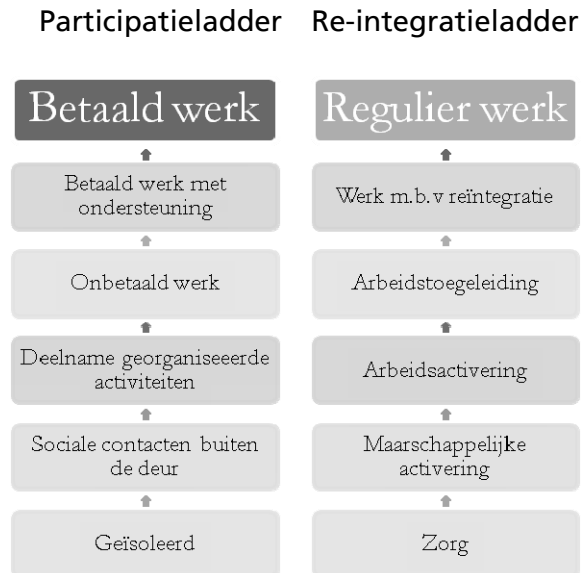 Participatieladder
Betaald werk
Betaald werk met
ondersteuning
Onbetaald werk
Deelname georganiseeerde
activiteiten
Sociale contacten buiten
de deur
Geïsoleerd
Re-integratieladder
Regulier werk
Werk m.b.v reïntegratie
Arbeidstoegeleiding
Arbeidsactivering
Maarschappelijke
activering
Zorg